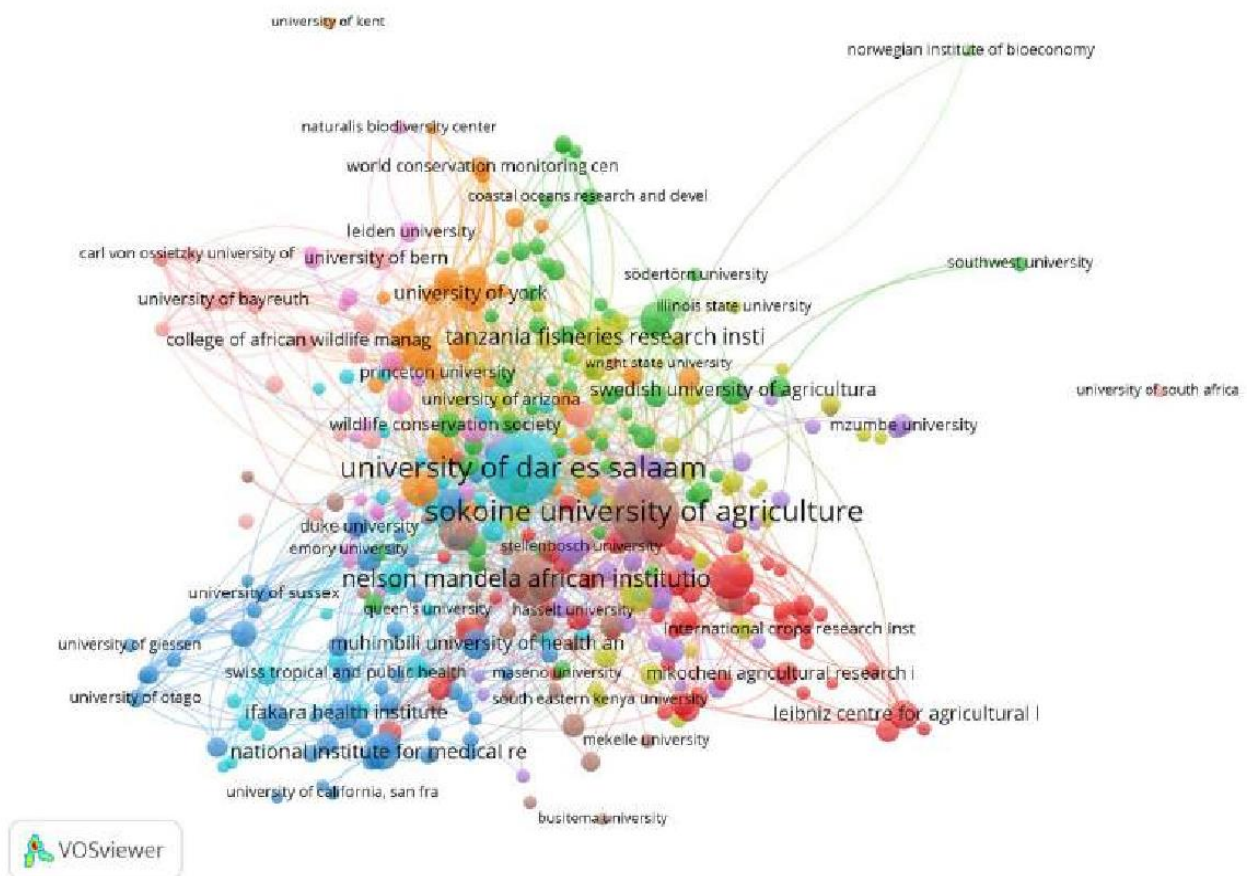 university of kent
norwegian institute of bioeconomy
naturalis biodiversity center
world conservation monitoring cen
coastal oceans research and devel
leiden university
carl von ossietzky university of
university of bern
södertörn university
southwest university
university of bayreuth
university of york
illinois state university
college of african wildlife manag
tanzania fisheries research insti
princeton university
wright state university
swedish university of agricultura
university of south africa
university of arizona
wildlife conservation society
mzumbe university
university of dar es salaam
sokoine university of agriculture
duke university
emory university
stellenbosch university
nelson mandela african institutio
university of sussex
queen's university
hasselt university
international crops research inst
university of giessen
muhimbili university of health an
swiss tropical and public health
maseno university
mikocheni agricultural research i
university of otago
south eastern kenya university
ifakara health institute
leibniz centre for agricultural l
national institute for medical re
mekelle university
university of california, san fra
busitema university
VOSviewer